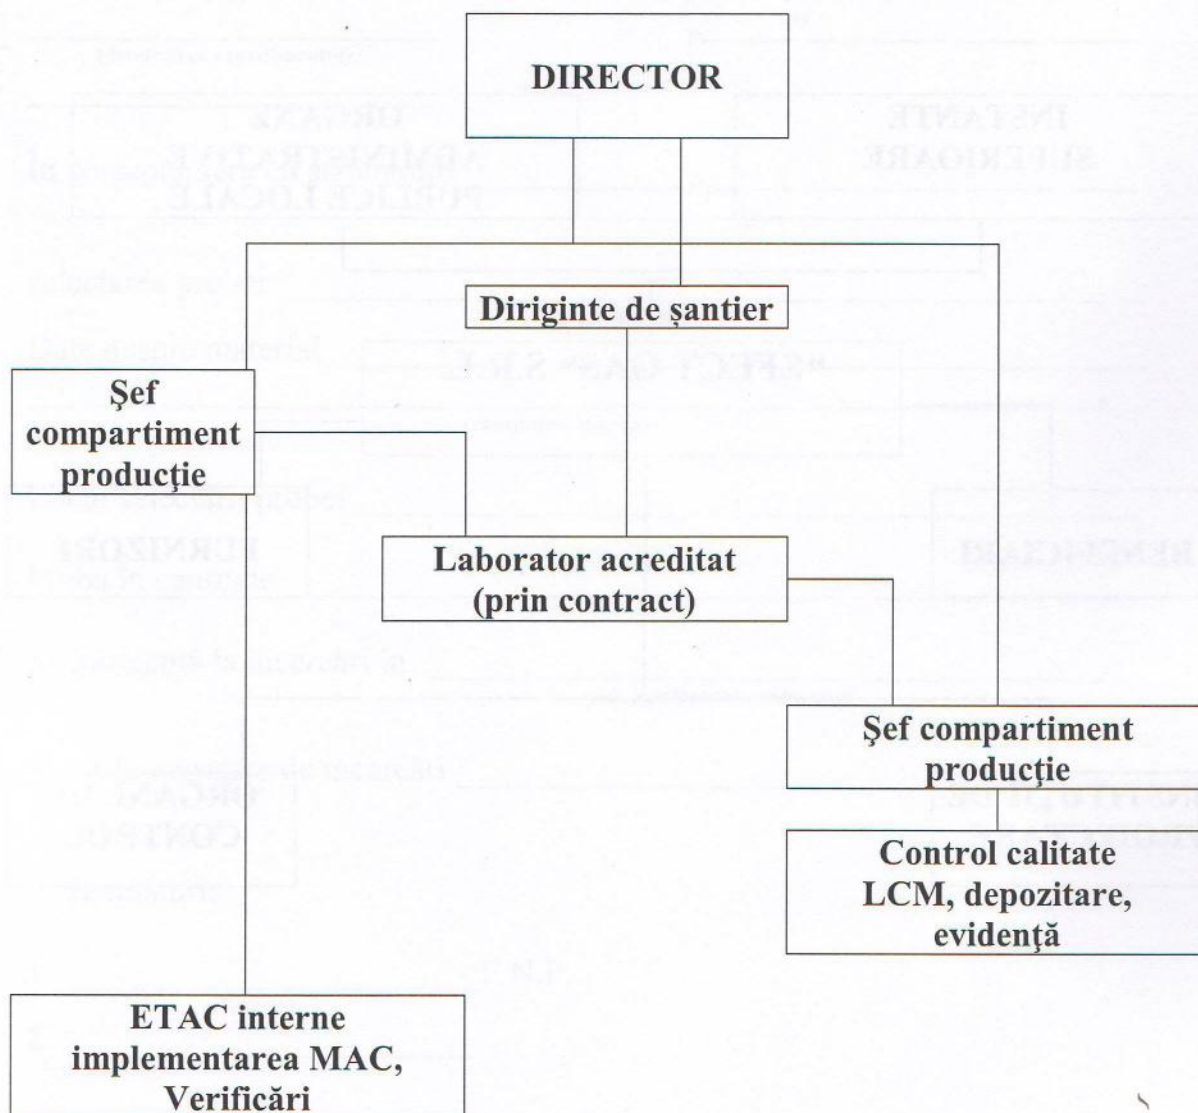 DIRECTOR
Diriginte de șantier
Şef
compartiment
producţie
Laborator acreditat
(prin contract)
Şef compartiment
producţie
Control calitate
LCM, depozitare,
evidenţă
ETAC interne
implementarea MAC,
Verificări